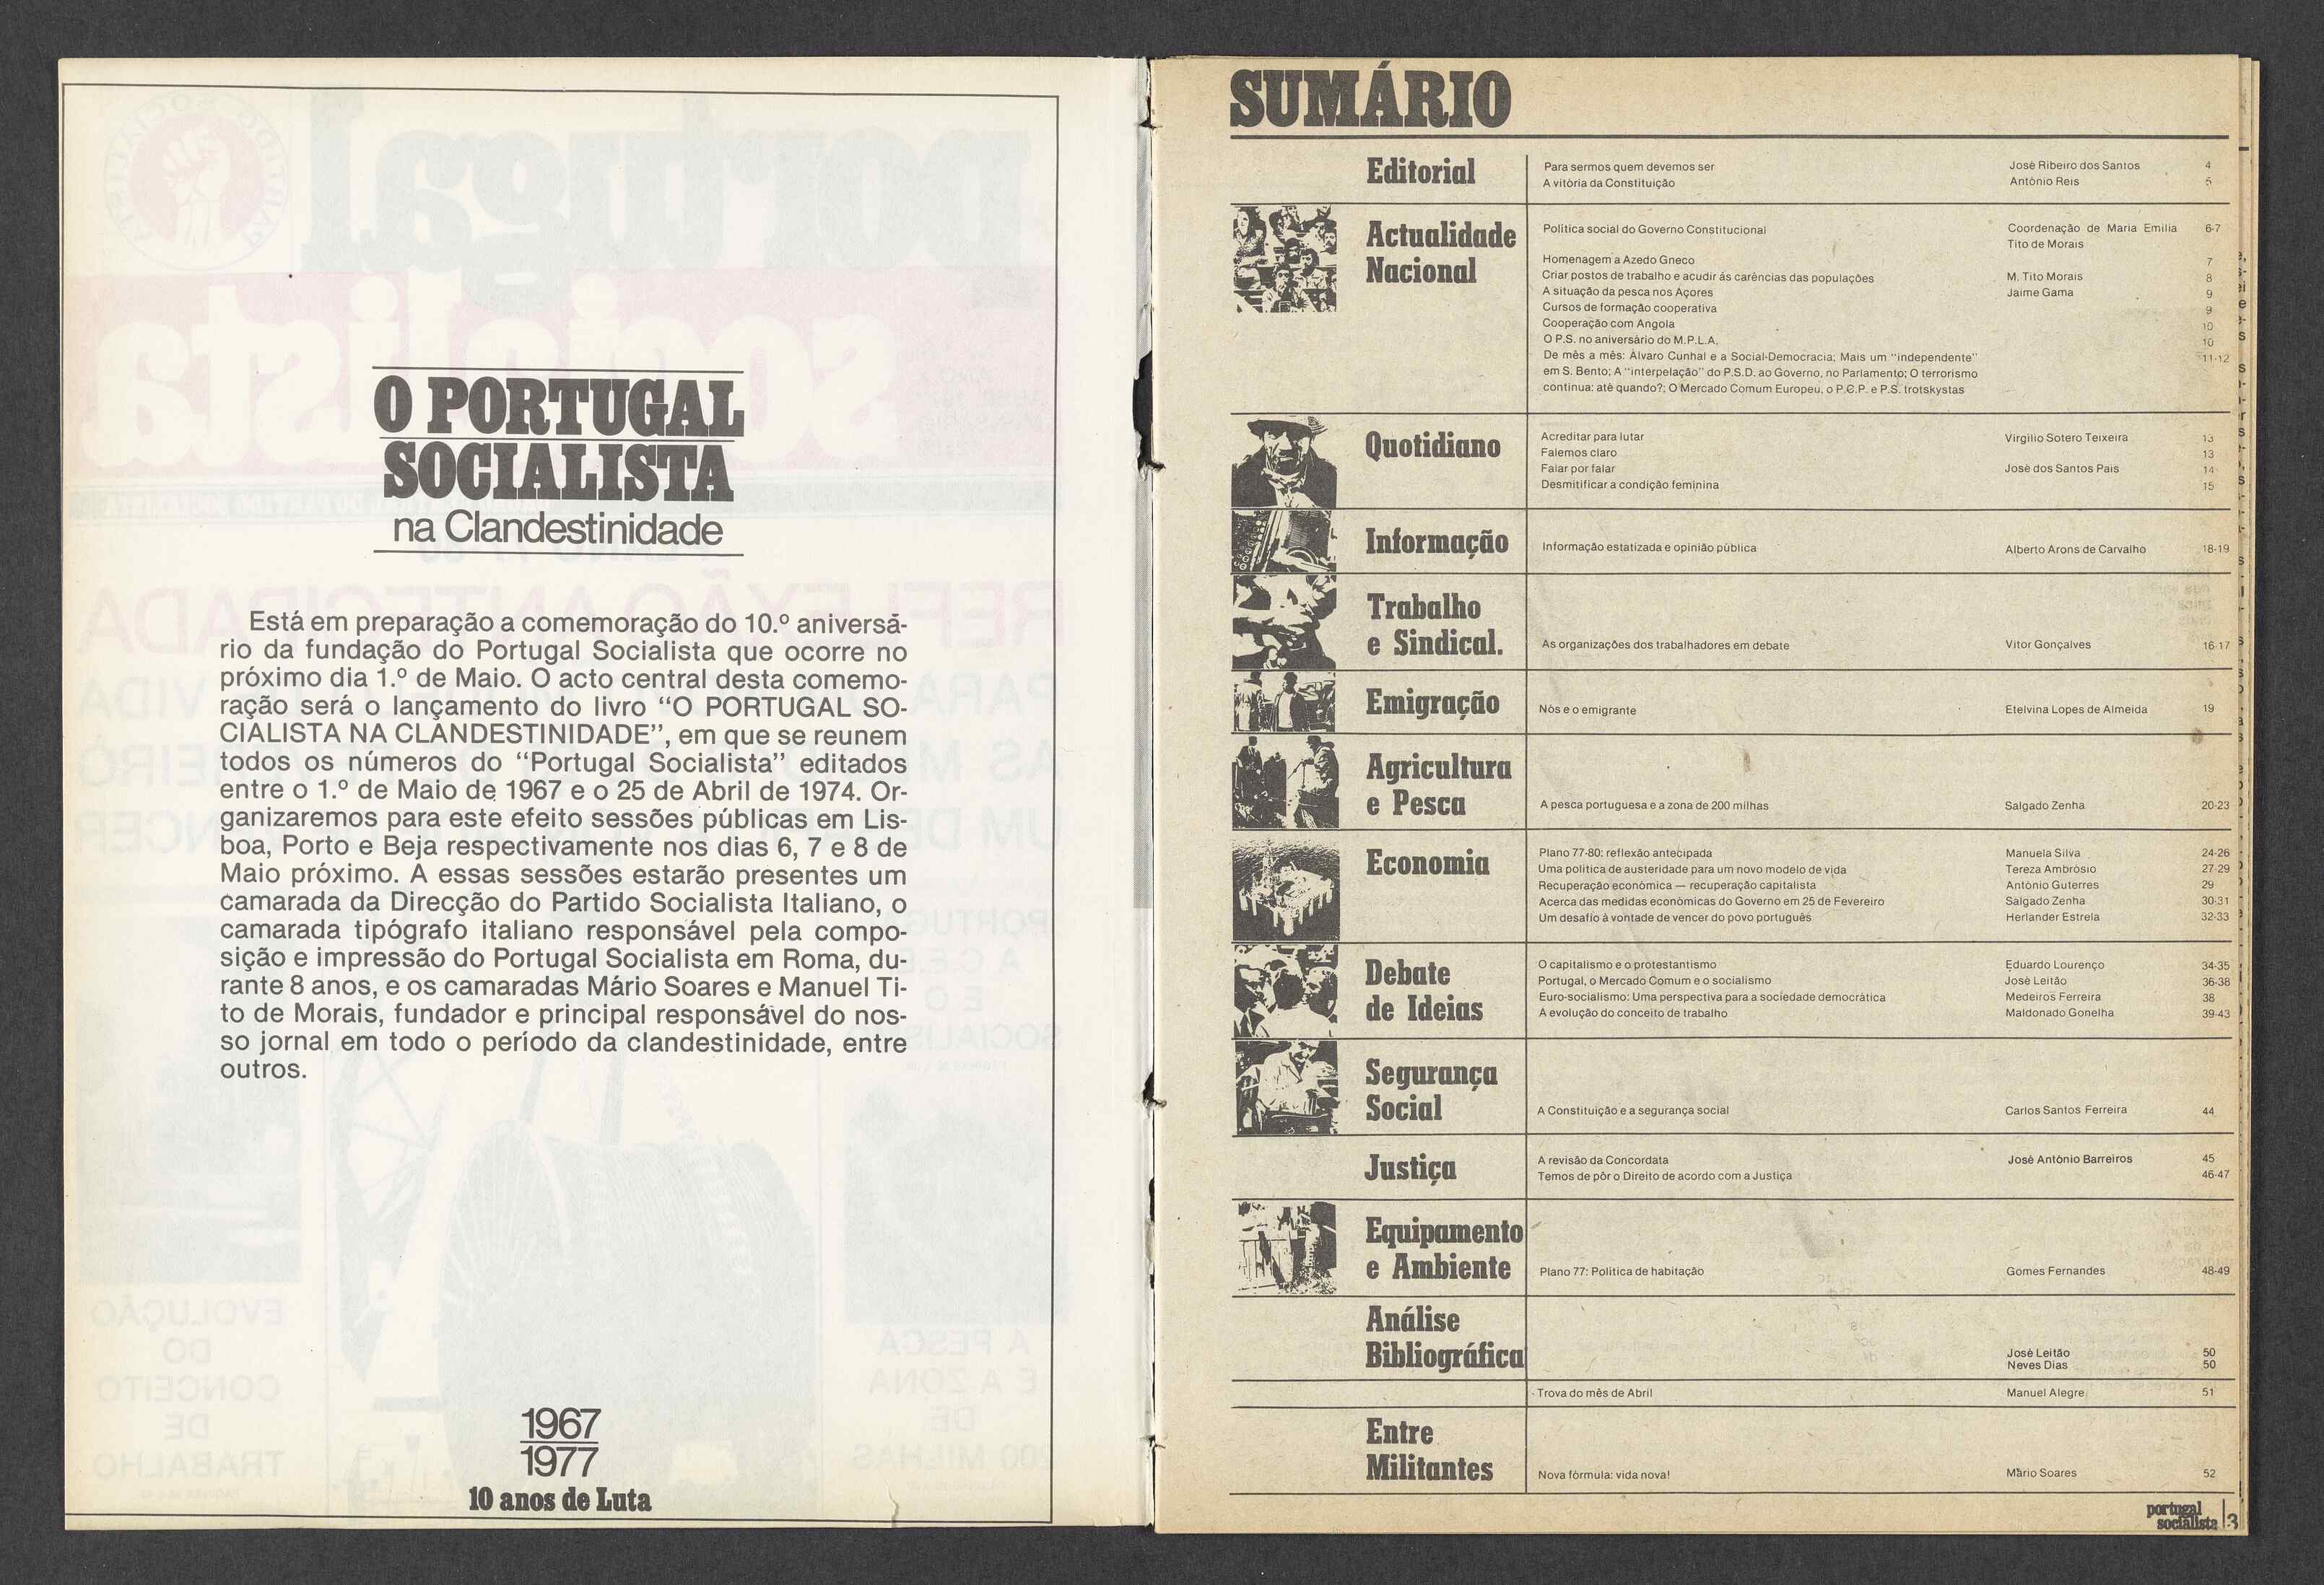 O PORTUGAL
SOCIALISTA
na Clandestinidade
Está em preparação a comemoração do 10.º aniversá-
rio da fundação do Portugal Socialista que ocorre no
próximo dia 1.º de Maio. O acto central desta comemo-
ração será o lançamento do livro “O PORTUGAL SO-
CIALISTA NA CLANDESTINIDADE”, em que se reunem
todos os números do “Portugal Socialista” editados
entre o 1.º de Maio de 1967 e o 25 de Abril de 1974. Or-
ganizaremos para este efeito sessões públicas em Lis-
boa, Porto e Beja respectivamente nos dias 6, 7 e 8 de
Maio próximo. A essas sessões estarão presentes um
camarada da Direcção do Partido Socialista Italiano, o
camarada tipógrafo italiano responsável pela compo-
sição e impressão do Portugal Socialista em Roma, du-
rante 8 anos, e os camaradas Mário Soares e Manuel Ti-
to de Morais, fundador e principal responsável do nos-
so jornal em todo o período da clandestinidade, entre
outros.
1967
1977
10 anos de Luta
SUMÁRIO
Editorial
Para sermos quem devemos ser José Ribeiro dos Santos 4
A vitória da Constituição António Reis 5
Actualidade
Nacional
Política social do Governo Constitucional Coordenação de Maria Emília 6-7
Tito de Morais
Homenagem a Azedo Gneco 7
Criar postos de trabalho e acudir ás carências das populações M. Tito Morais 8
A situação da pesca nos Açores Jaime Gama 9
Cursos de formação cooperativa 9
Cooperação com Angola 10
O P.S. no aniversário do M.P.L.A. 10
De mês a mês: Álvaro Cunhal e a Social-Democracia; Mais um “independente” 11-12
em S. Bento; A “interpelação” do P.S.D. ao Governo, no Parlamento; O terrorismo
continua: até quando?; O Mercado Comum Europeu, o P.C.P. e P.S. trotskystas
Quotidiano
Acreditar para lutar Virgílio Sotero Teixeira 13
Falemos claro 13
Falar por falar José dos Santos Pais 14
Desmitificar a condição feminina 15
Informação
Informação estatizada e opinião pública Alberto Arons de Carvalho 18-19
Trabalho
e Sindical.
As organizações dos trabalhadores em debate Vitor Gonçalves 16-17
Emigração
Nós e o emigrante Etelvina Lopes de Almeida 19
Agricultura
e Pesca
A pesca portuguesa e a zona de 200 milhas Salgado Zenha 20-23
Economia
Plano 77-80: reflexão antecipada Manuela Silva 24-26
Uma política de austeridade para um novo modelo de vida Tereza Ambrósio 27-29
Recuperação económica — recuperação capitalista António Guterres 29
Acerca das medidas económicas do Governo em 25 de Fevereiro Salgado Zenha 30-31
Um desafio à vontade de vencer do povo português Herlander Estrela 32-33
Debate
de Ideias
O capitalismo e o protestantismo Eduardo Lourenço 34-35
Portugal, o Mercado Comum e o socialismo José Leitão 36-38
Euro-socialismo: Uma perspectiva para a sociedade democrática Medeiros Ferreira 38
A evolução do conceito de trabalho Maldonado Gonelha 39-43
Segurança
Social
A Constituição e a segurança social Carlos Santos Ferreira 44
Justiça
A revisão da Concordata José António Barreiros 45
Temos de pôr o Direito de acordo com a Justiça 46-47
Equipamento
e Ambiente
Plano 77: Política de habitação Gomes Fernandes 48-49
Análise
Bibliográfica
José Leitão 50
Neves Dias 50
Trova do mês de Abril Manuel Alegre 51
Entre
Militantes
Nova fórmula: vida nova! Mário Soares 52
portugal
socialista 3